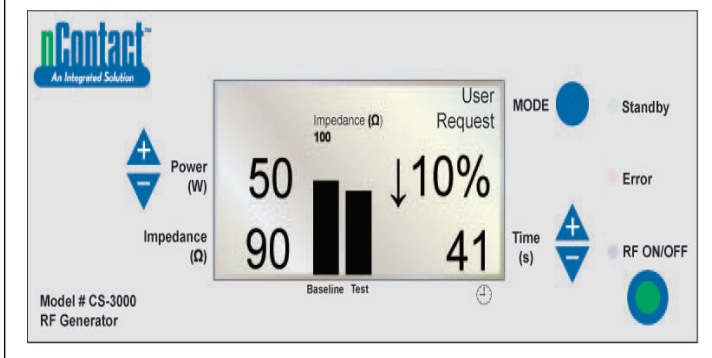 nContact™
An Integrated Solution
User
Request
Impedance (Ω)
100
MODE
Standby
+
Power
(W)
50
↓10%
−
Error
Impedance
(Ω)
90
41
Time
(s)
+
−
RF ON/OFF
Baseline Test
Model # CS-3000
RF Generator